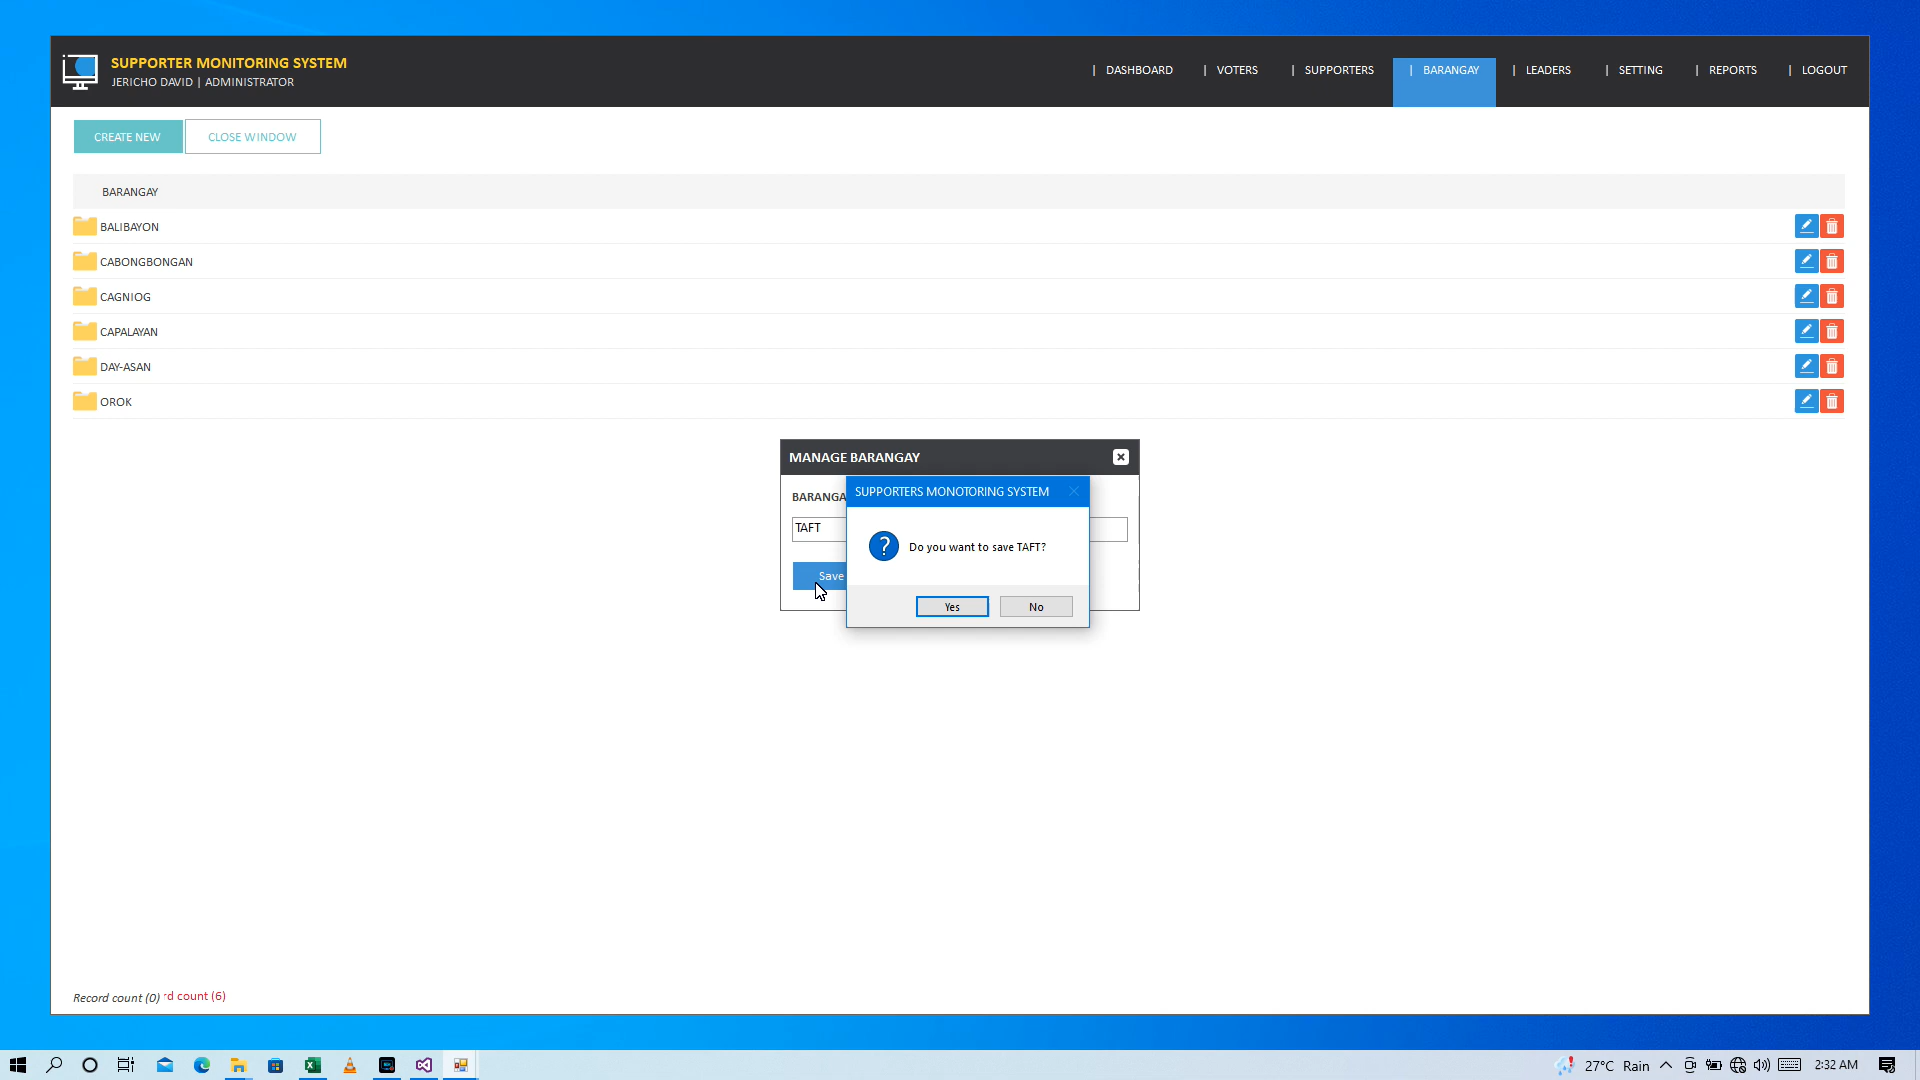 SUPPORTER MONITORING SYSTEM
JERICHO DAVID | ADMINISTRATOR
| DASHBOARD | VOTERS | SUPPORTERS | BARANGAY | LEADERS | SETTING | REPORTS | LOGOUT
CREATE NEW CLOSE WINDOW
BARANGAY
BALIBAYON
CABONGBONGAN
CAGNIOG
CAPALAYAN
DAY-ASAN
OROK
MANAGE BARANGAY
BARANGA
TAFT
Save
SUPPORTERS MONOTORING SYSTEM
Do you want to save TAFT?
Yes No
Record count (0) rd count (6)
27°C Rain 2:32 AM